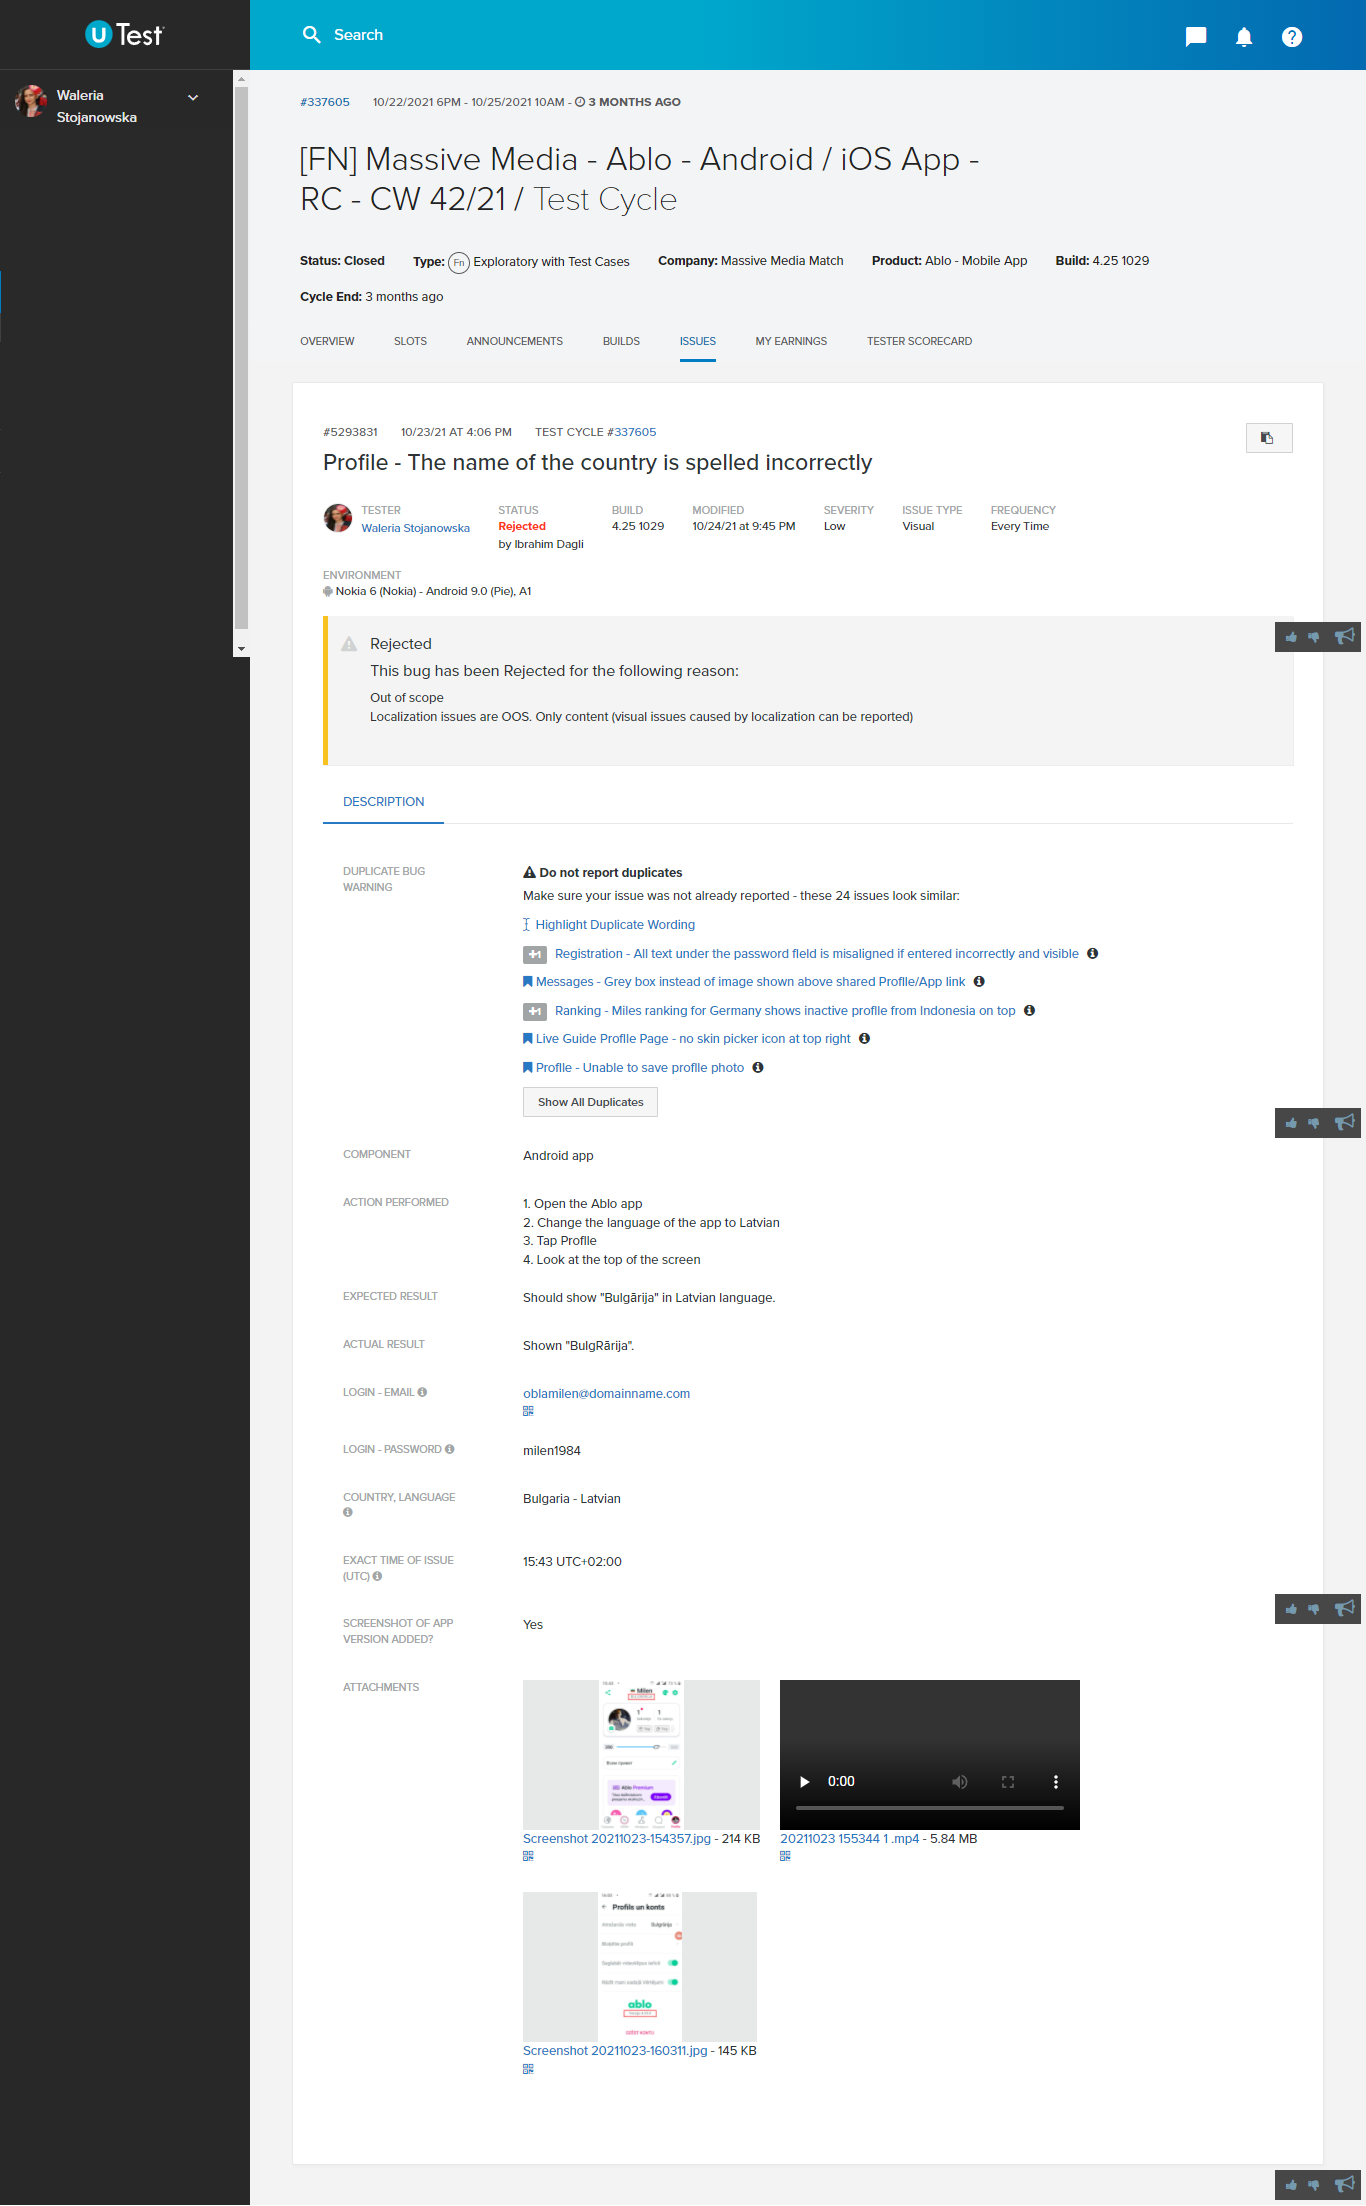 U Test
Search
Waleria
Stojanowska
#337605 10/22/2021 6PM - 10/25/2021 10AM - 3 MONTHS AGO
[FN] Massive Media - Ablo - Android / iOS App -
RC - CW 42/21 / Test Cycle
Status: Closed Type: Fn Exploratory with Test Cases Company: Massive Media Match Product: Ablo - Mobile App Build: 4.25 1029
Cycle End: 3 months ago
OVERVIEW SLOTS ANNOUNCEMENTS BUILDS ISSUES MY EARNINGS TESTER SCORECARD
#5293831 10/23/21 AT 4:06 PM TEST CYCLE #337605
Profile - The name of the country is spelled incorrectly
TESTER STATUS BUILD MODIFIED SEVERITY ISSUE TYPE FREQUENCY
Waleria Stojanowska Rejected 4.25 1029 10/24/21 at 9:45 PM Low Visual Every Time
by Ibrahim Dagli
ENVIRONMENT
Nokia 6 (Nokia) - Android 9.0 (Pie), A1
Rejected
This bug has been Rejected for the following reason:
Out of scope
Localization issues are OOS. Only content (visual issues caused by localization can be reported)
DESCRIPTION
DUPLICATE BUG WARNING
Do not report duplicates
Make sure your issue was not already reported - these 24 issues look similar:
Highlight Duplicate Wording
+1 Registration - All text under the password field is misaligned if entered incorrectly and visible
Messages - Grey box instead of image shown above shared Profile/App link
+1 Ranking - Miles ranking for Germany shows inactive profile from Indonesia on top
Live Guide Profile Page - no skin picker icon at top right
Profile - Unable to save profile photo
Show All Duplicates
COMPONENT Android app
ACTION PERFORMED 1. Open the Ablo app
2. Change the language of the app to Latvian
3. Tap Profile
4. Look at the top of the screen
EXPECTED RESULT Should show "Bulgārija" in Latvian language.
ACTUAL RESULT Shown "BulgRārija".
LOGIN - EMAIL oblamilen@domainname.com
LOGIN - PASSWORD milen1984
COUNTRY, LANGUAGE Bulgaria - Latvian
EXACT TIME OF ISSUE (UTC) 15:43 UTC+02:00
SCREENSHOT OF APP VERSION ADDED? Yes
ATTACHMENTS
Milen
Ablo Premium
0:00
Screenshot 20211023-154357.jpg - 214 KB
20211023 155344 1 .mp4 - 5.84 MB
Profils un konts
Bulgrārija
ablo
Screenshot 20211023-160311.jpg - 145 KB